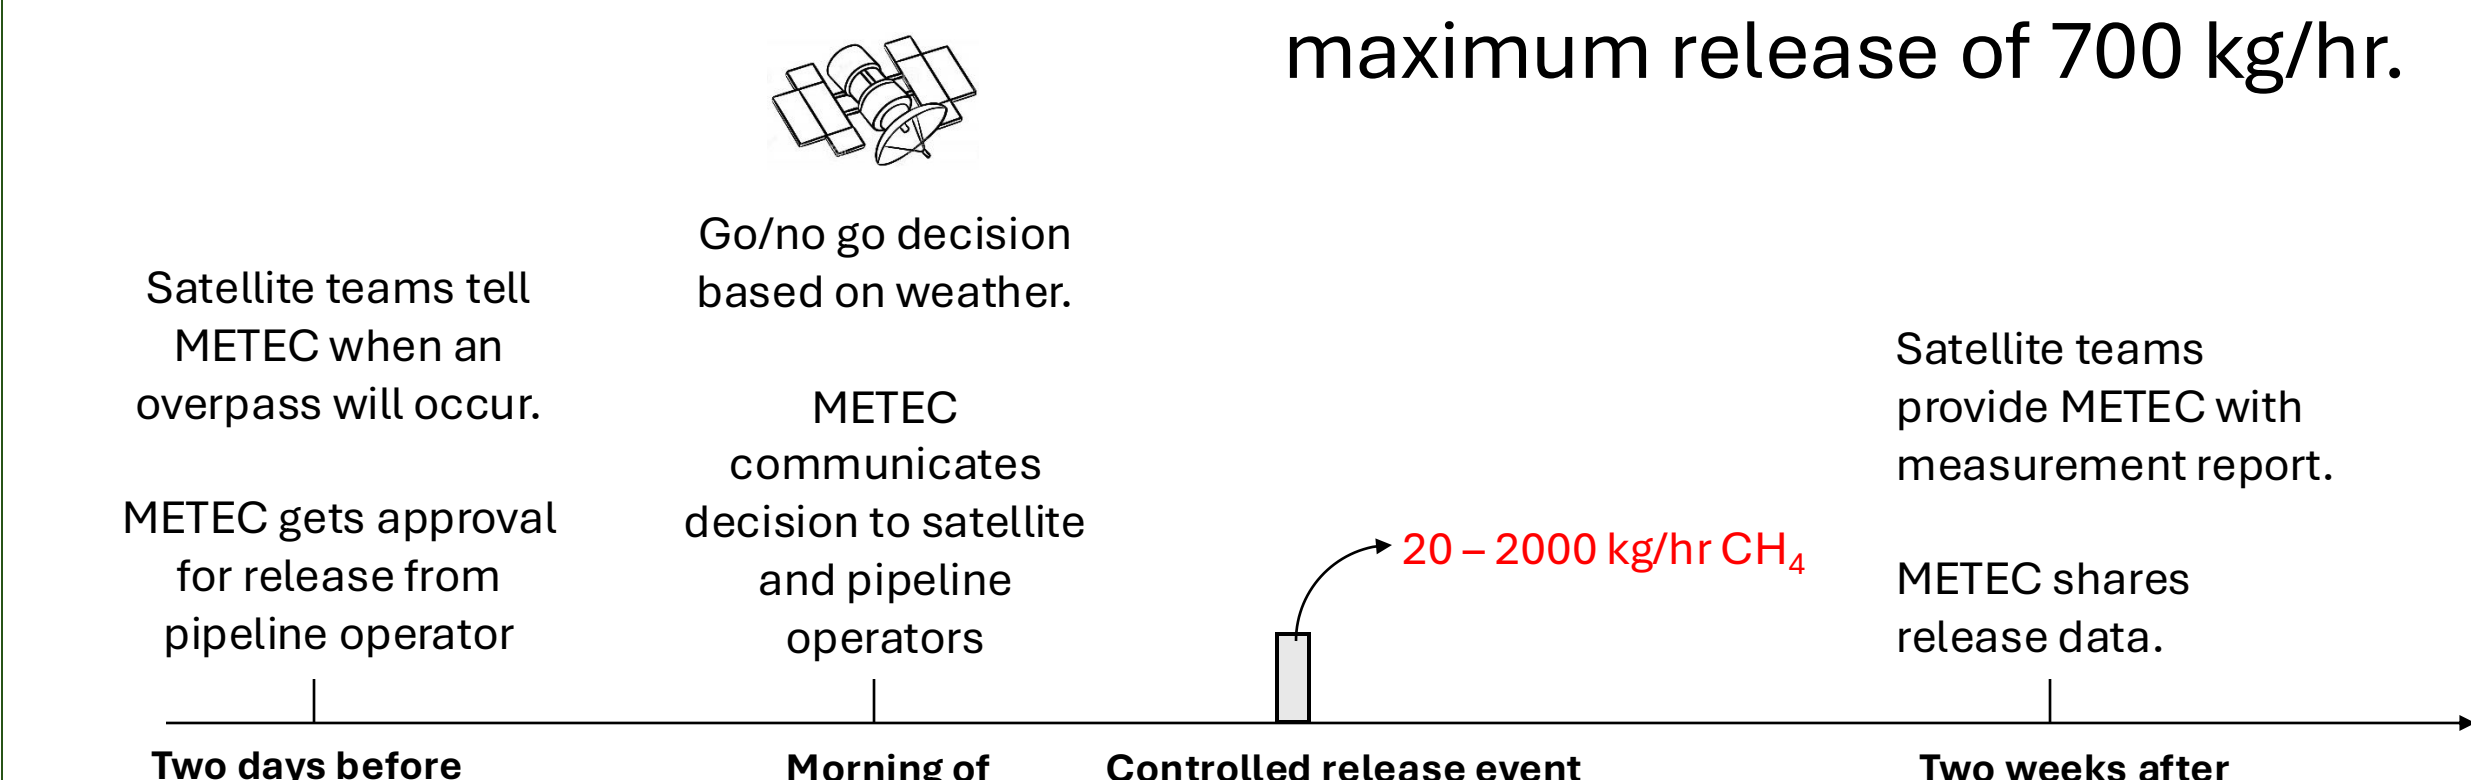 maximum release of 700 kg/hr.
Satellite teams tell
METEC when an
overpass will occur.
METEC gets approval
for release from
pipeline operator
Go/no go decision
based on weather.
METEC
communicates
decision to satellite
and pipeline
operators
20 – 2000 kg/hr CH₄
Satellite teams
provide METEC with
measurement report.
METEC shares
release data.
Two days before
Morning of
Controlled release event
Two weeks after